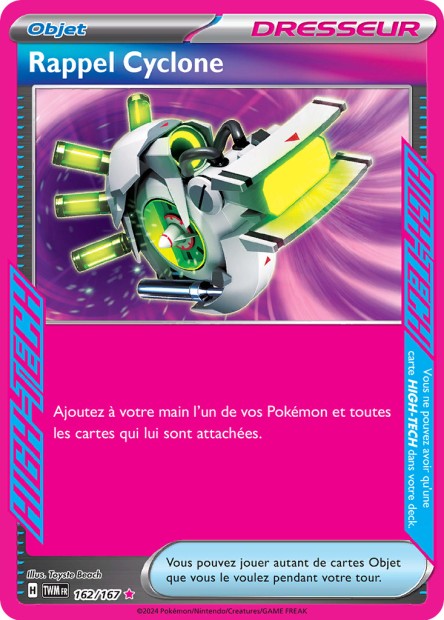 Objet
DRESSEUR
Rappel Cyclone
HIGH-TECH
HIGH-TECH
Vous ne pouvez avoir qu'une
carte HIGH-TECH dans votre deck.
Ajoutez à votre main l'un de vos Pokémon et toutes
les cartes qui lui sont attachées.
Vous pouvez jouer autant de cartes Objet
que vous le voulez pendant votre tour.
Illus. Toyste Beach
H TWM FR 162/167
©2024 Pokémon/Nintendo/Creatures/GAME FREAK